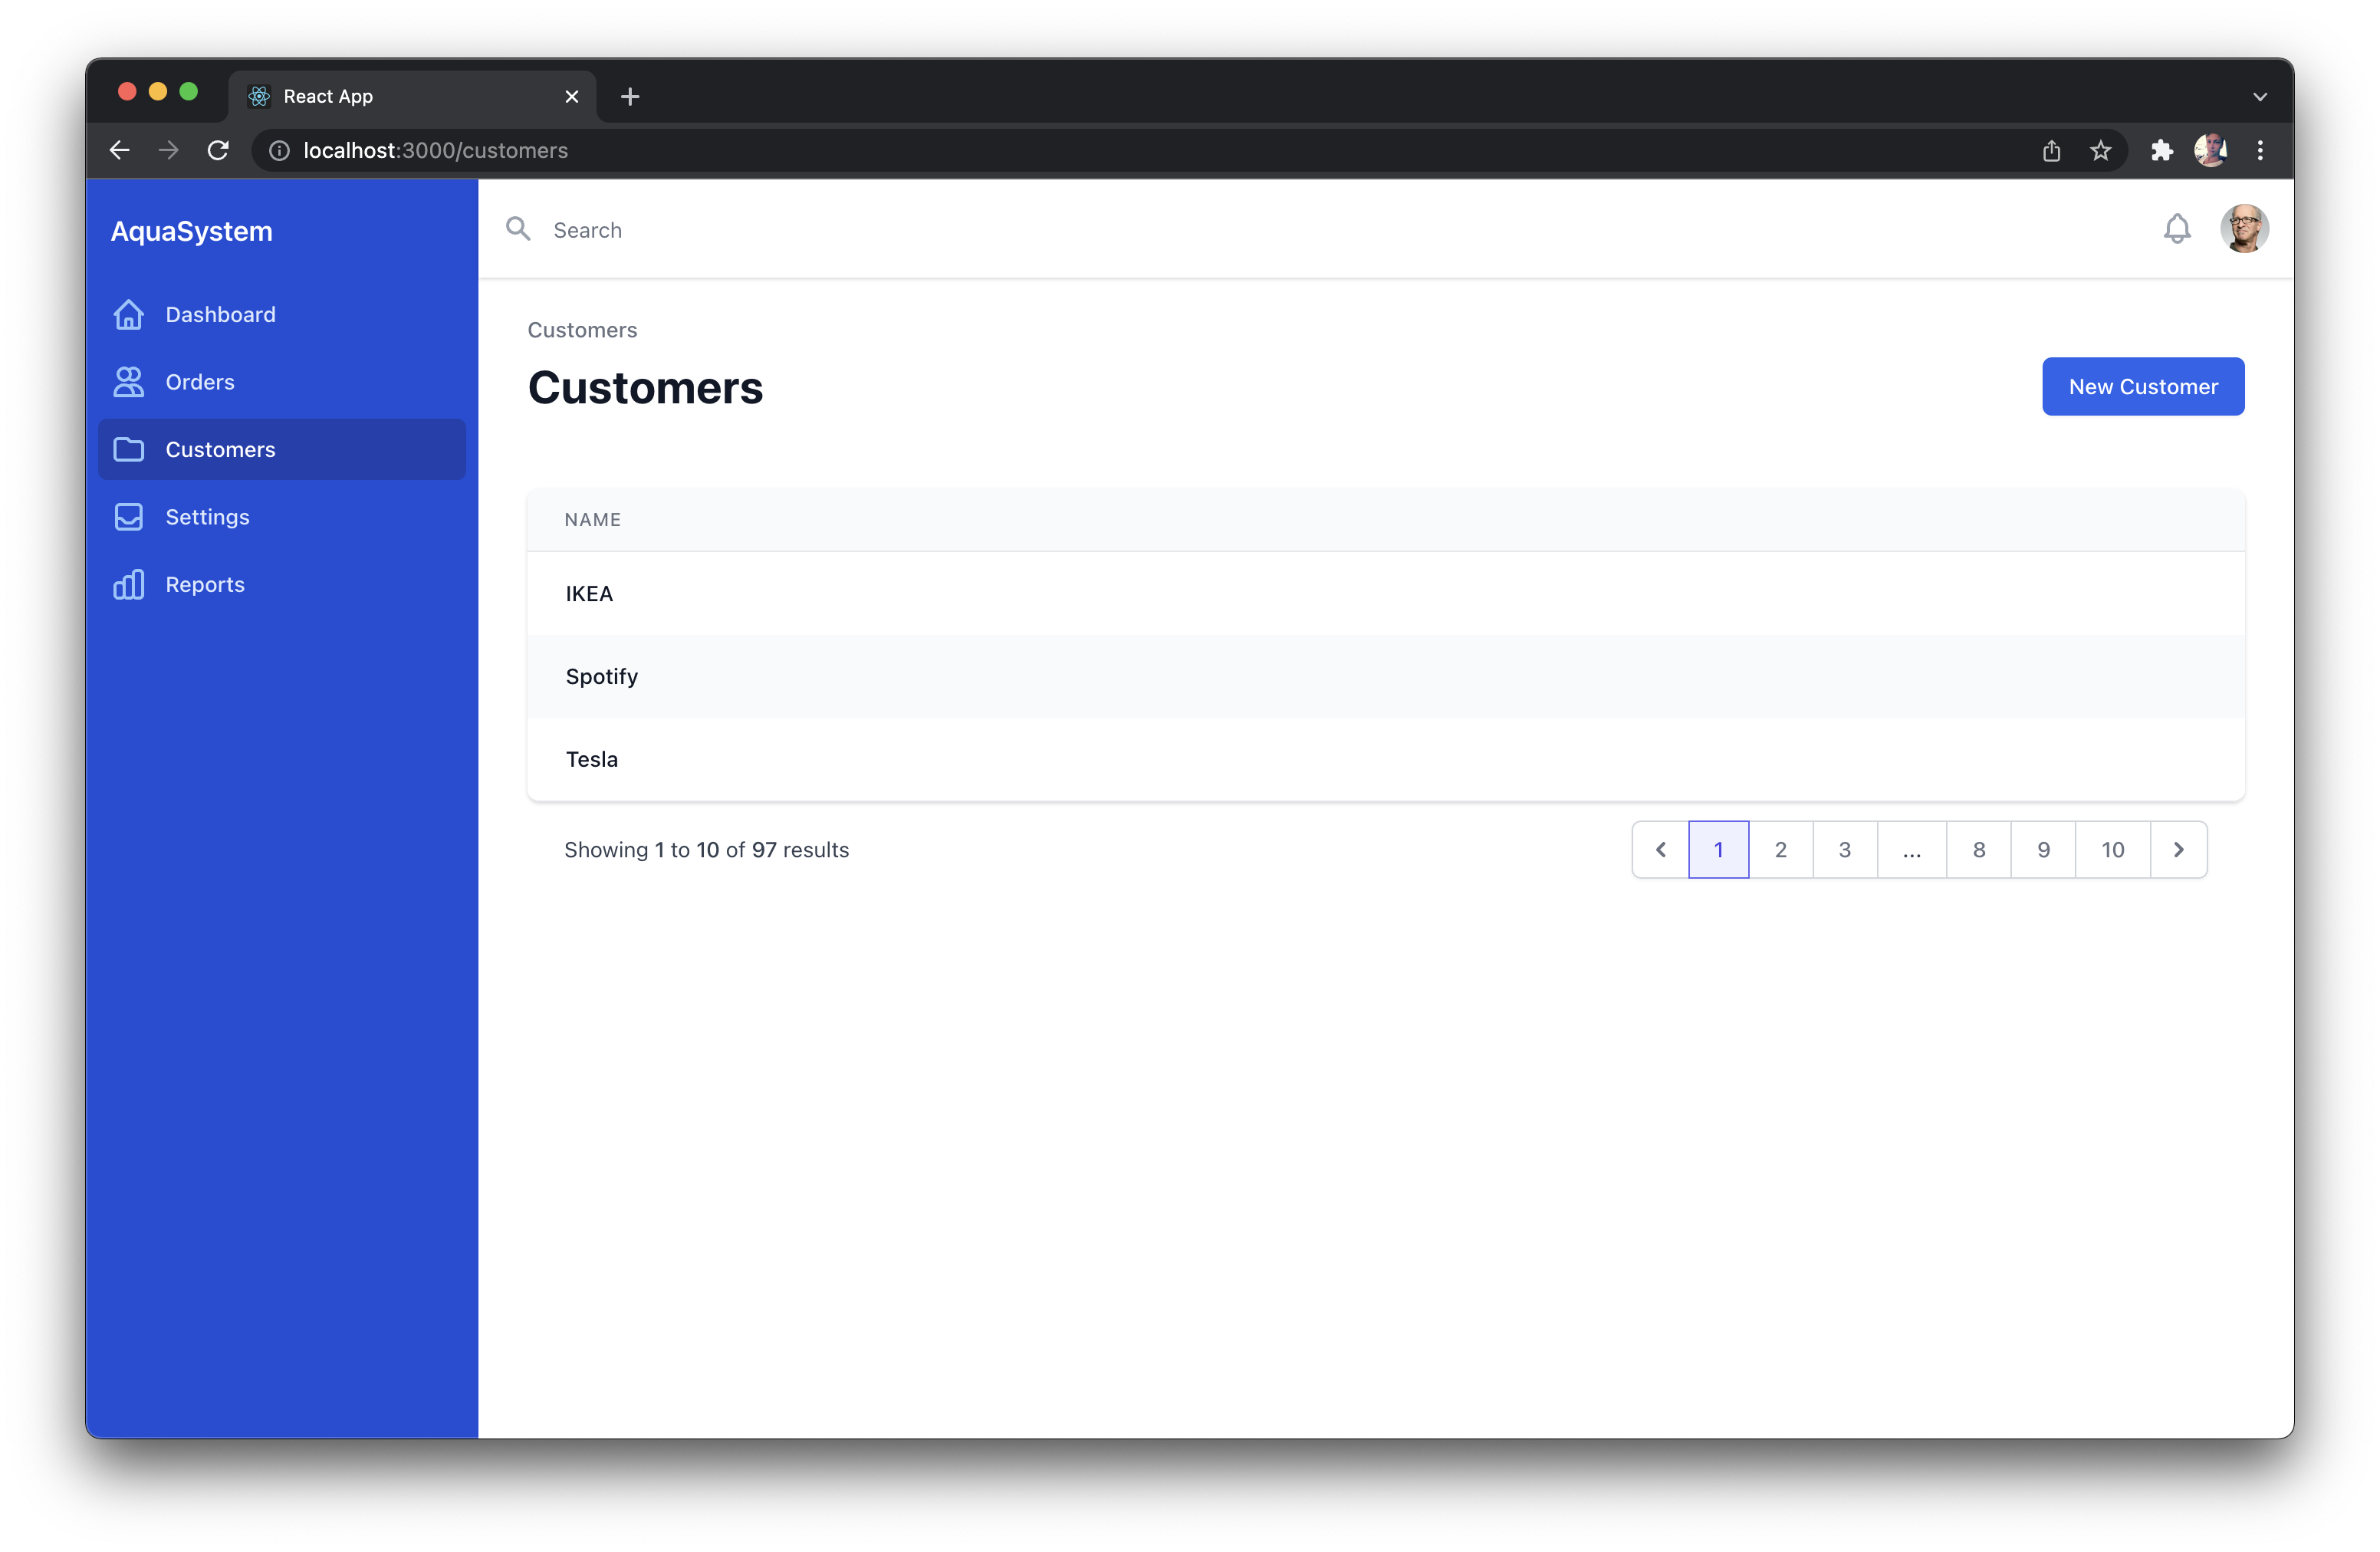 React App
localhost:3000/customers
AquaSystem
Search
Dashboard
Orders
Customers
Settings
Reports
Customers
Customers
New Customer
NAME
IKEA
Spotify
Tesla
Showing 1 to 10 of 97 results
1 2 3 ... 8 9 10